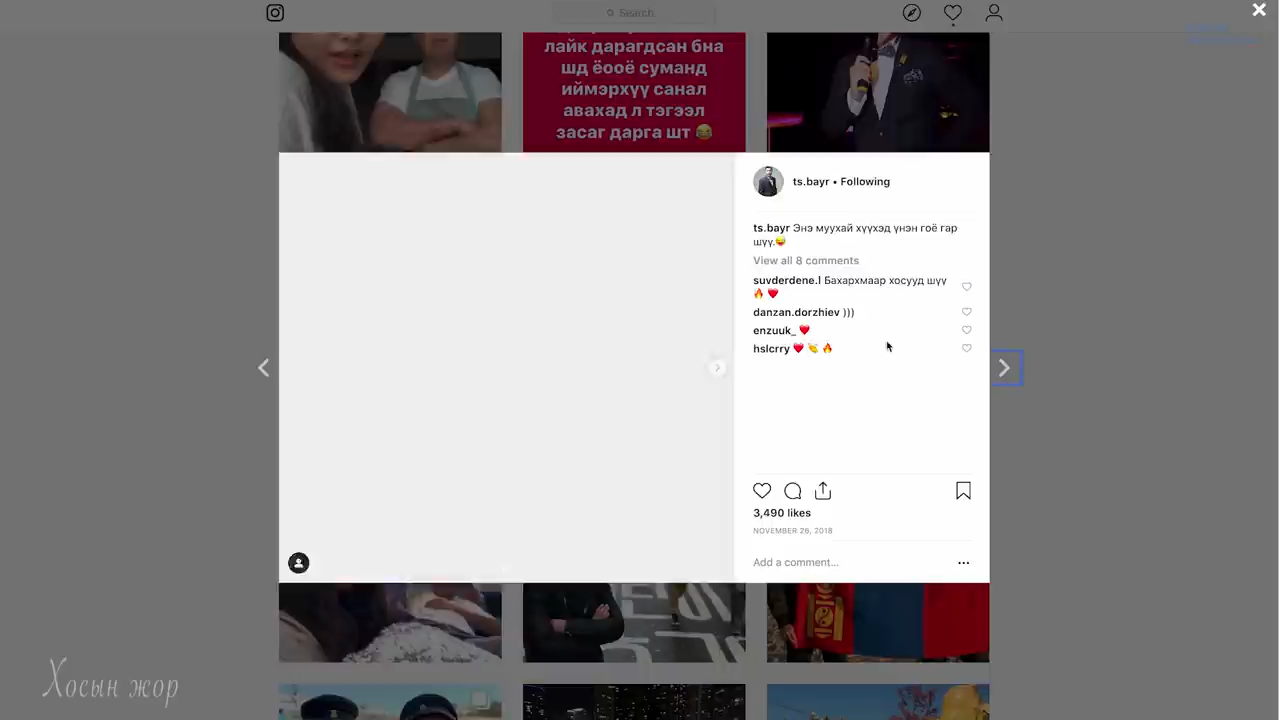 Search
лайк дарагдсан бна
шд ёооё суманд
иймэрхүү санал
авахад л тэгээл
засаг дарга шт 😂
ts.bayr • Following
ts.bayr Энэ муухай хүүхэд үнэн гоё гар
шүү.😜
View all 8 comments
suvderdene.l Бахархмаар хосууд шүү
🔥 ❤️
danzan.dorzhiev )))
enzuuk_ ❤️
hslcrry ❤️ 👏 🔥
3,490 likes
NOVEMBER 26, 2018
Add a comment...
Хосын жор